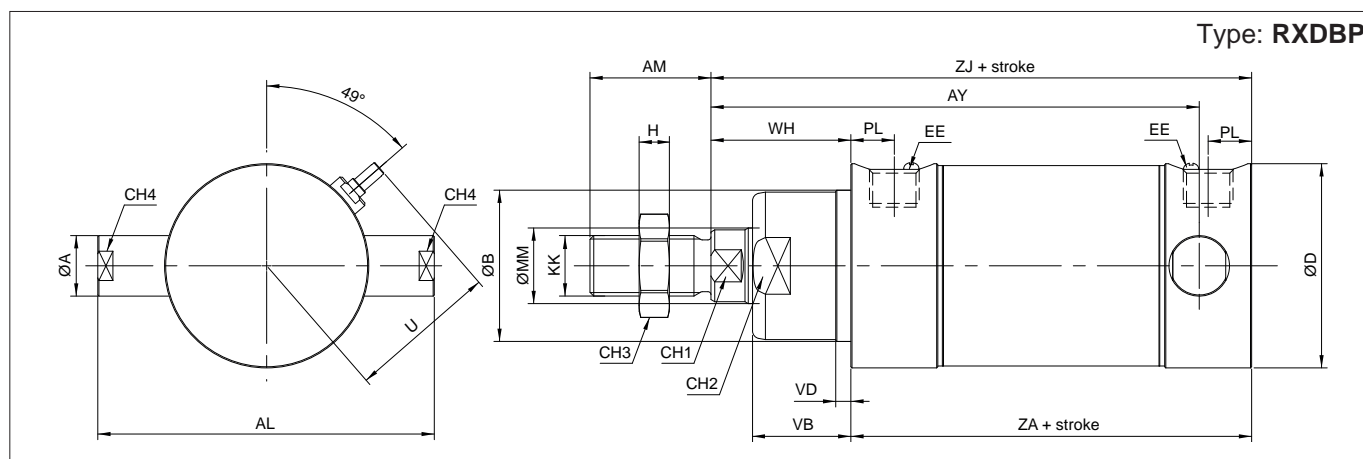 Type: RXDBP
AM
ZJ + stroke
AY
49°
H
WH
PL
EE
EE
PL
CH4
CH4
ØA
ØB
ØMM
KK
ØD
U
CH3
CH1
CH2
VD
AL
VB
ZA + stroke